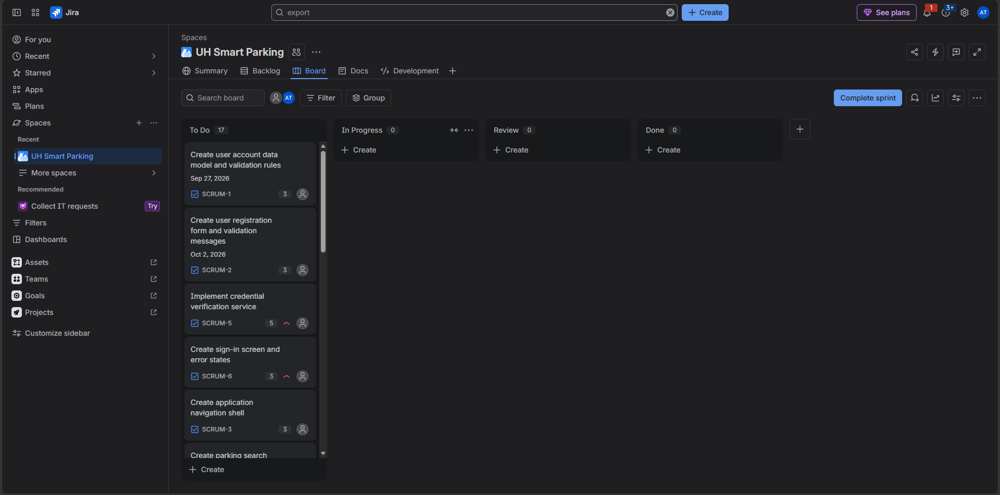 Jira
export
Create
See plans
1
3+
AT
For you
Recent
Starred
Apps
Plans
Spaces
Recent
UH Smart Parking
More spaces
Recommended
Collect IT requests
Try
Filters
Dashboards
Assets
Teams
Goals
Projects
Customize sidebar
Spaces
UH Smart Parking
Summary
Backlog
Board
Docs
Development
Search board
AT
Filter
Group
Complete sprint
To Do 17
Create user account data
model and validation rules
Sep 27, 2026
SCRUM-1 3
Create user registration
form and validation
messages
Oct 2, 2026
SCRUM-2 3
Implement credential
verification service
SCRUM-5 5
Create sign-in screen and
error states
SCRUM-6 3
Create application
navigation shell
SCRUM-3 3
Create parking search
Create
In Progress 0
Create
Review 0
Create
Done 0
Create